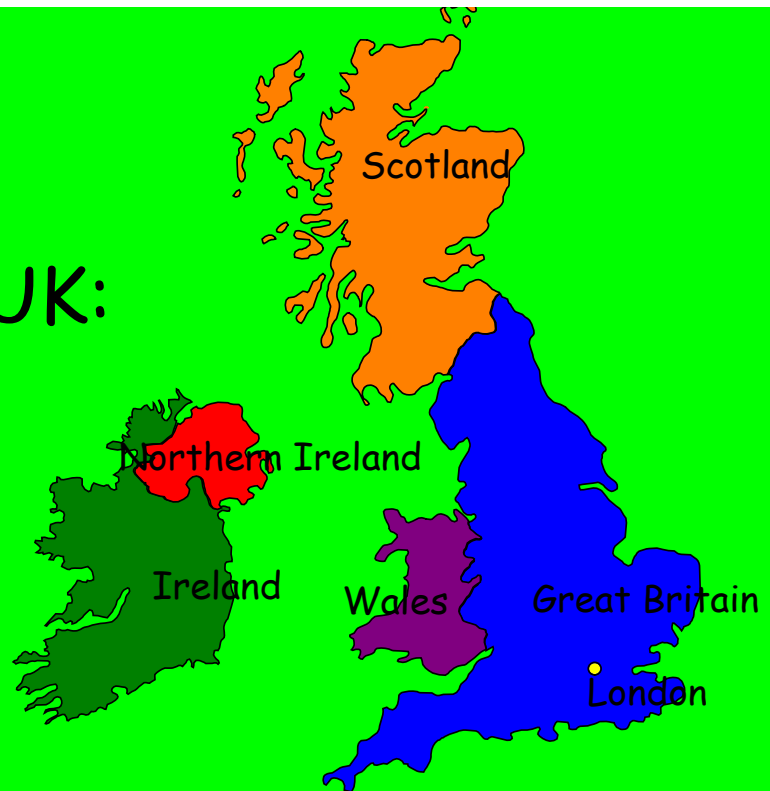 Scotland
UK:
Northern Ireland
Ireland
Wales
Great Britain
London